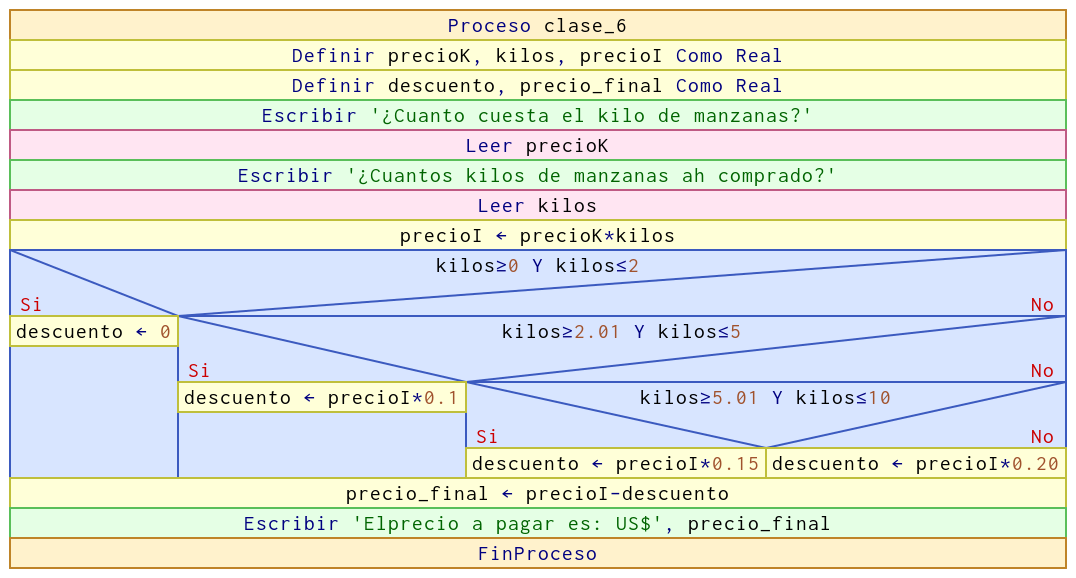 Proceso clase_6
Definir precioK, kilos, precioI Como Real
Definir descuento, precio_final Como Real
Escribir '¿Cuanto cuesta el kilo de manzanas?'
Leer precioK
Escribir '¿Cuantos kilos de manzanas ah comprado?'
Leer kilos
precioI ← precioK*kilos
kilos≥0 Y kilos≤2
Si No
descuento ← 0
kilos≥2.01 Y kilos≤5
Si No
descuento ← precioI*0.1
kilos≥5.01 Y kilos≤10
Si No
descuento ← precioI*0.15
descuento ← precioI*0.20
precio_final ← precioI-descuento
Escribir 'Elprecio a pagar es: US$', precio_final
FinProceso